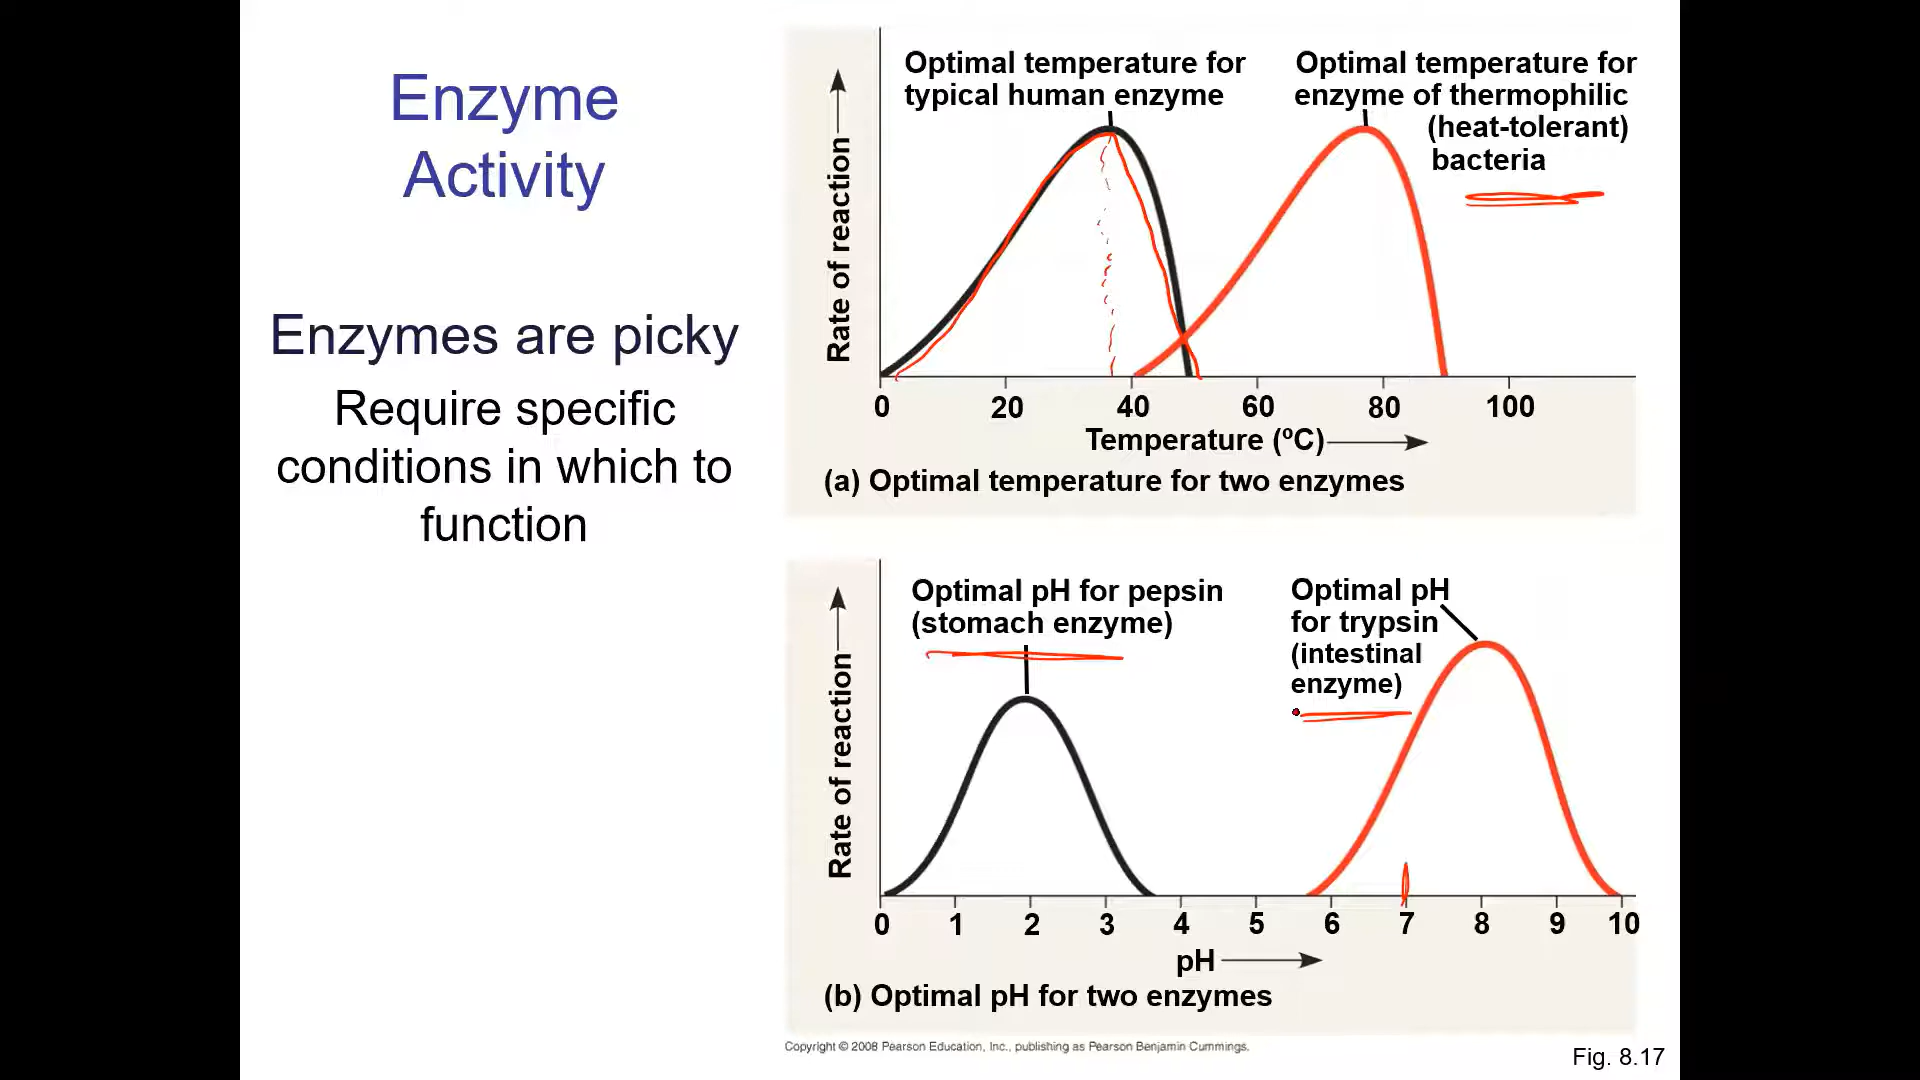 Enzyme
Activity
Enzymes are picky
Require specific
conditions in which to
function
Optimal temperature for
typical human enzyme
Optimal temperature for
enzyme of thermophilic
(heat-tolerant)
bacteria
Rate of reaction
0 20 40 60 80 100
Temperature (ºC)
(a) Optimal temperature for two enzymes
Optimal pH for pepsin
(stomach enzyme)
Optimal pH
for trypsin
(intestinal
enzyme)
Rate of reaction
0 1 2 3 4 5 6 7 8 9 10
pH
(b) Optimal pH for two enzymes
Copyright © 2008 Pearson Education, Inc., publishing as Pearson Benjamin Cummings.
Fig. 8.17